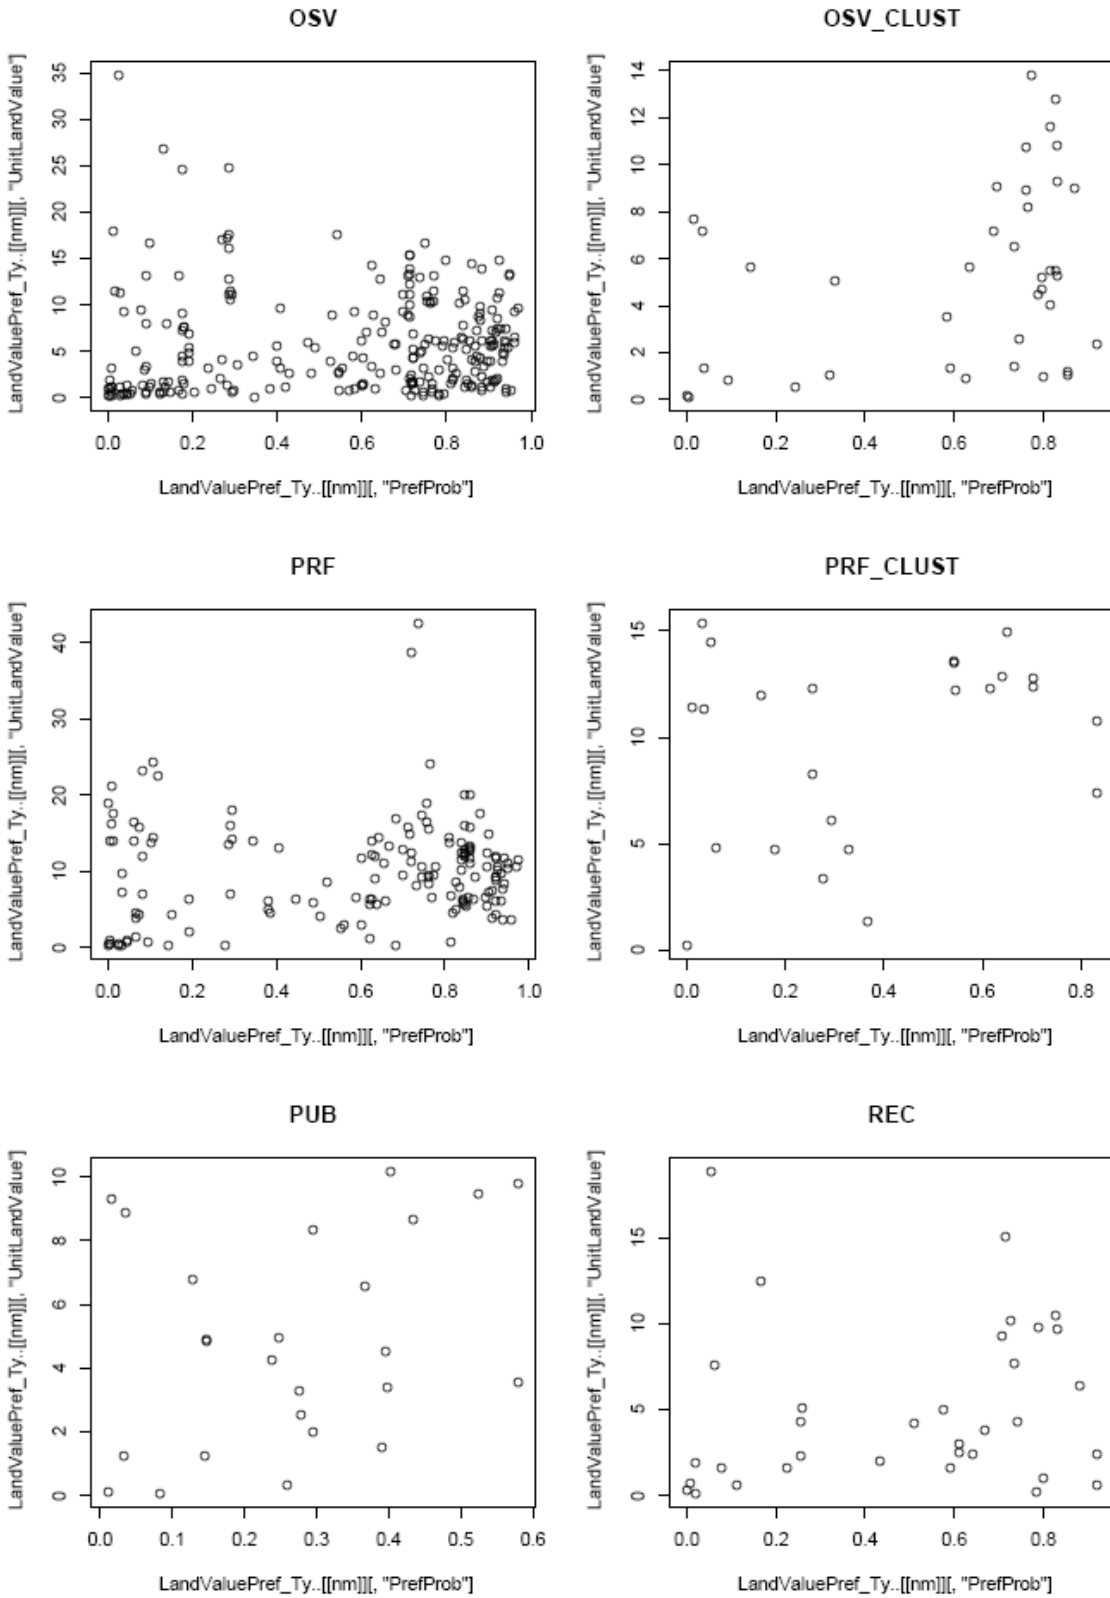 OSV
OSV_CLUST
LandValuePref_Ty..[[nm]][, "UnitLandValue"]
35
30
25
20
15
10
5
0
0.0 0.2 0.4 0.6 0.8 1.0
LandValuePref_Ty..[[nm]][, "PrefProb"]
LandValuePref_Ty..[[nm]][, "UnitLandValue"]
14
12
10
8
6
4
2
0
0.0 0.2 0.4 0.6 0.8
LandValuePref_Ty..[[nm]][, "PrefProb"]
PRF
PRF_CLUST
LandValuePref_Ty..[[nm]][, "UnitLandValue"]
40
30
20
10
0
0.0 0.2 0.4 0.6 0.8 1.0
LandValuePref_Ty..[[nm]][, "PrefProb"]
LandValuePref_Ty..[[nm]][, "UnitLandValue"]
15
10
5
0
0.0 0.2 0.4 0.6 0.8
LandValuePref_Ty..[[nm]][, "PrefProb"]
PUB
REC
LandValuePref_Ty..[[nm]][, "UnitLandValue"]
10
8
6
4
2
0
0.0 0.1 0.2 0.3 0.4 0.5 0.6
LandValuePref_Ty..[[nm]][, "PrefProb"]
LandValuePref_Ty..[[nm]][, "UnitLandValue"]
15
10
5
0
0.0 0.2 0.4 0.6 0.8
LandValuePref_Ty..[[nm]][, "PrefProb"]